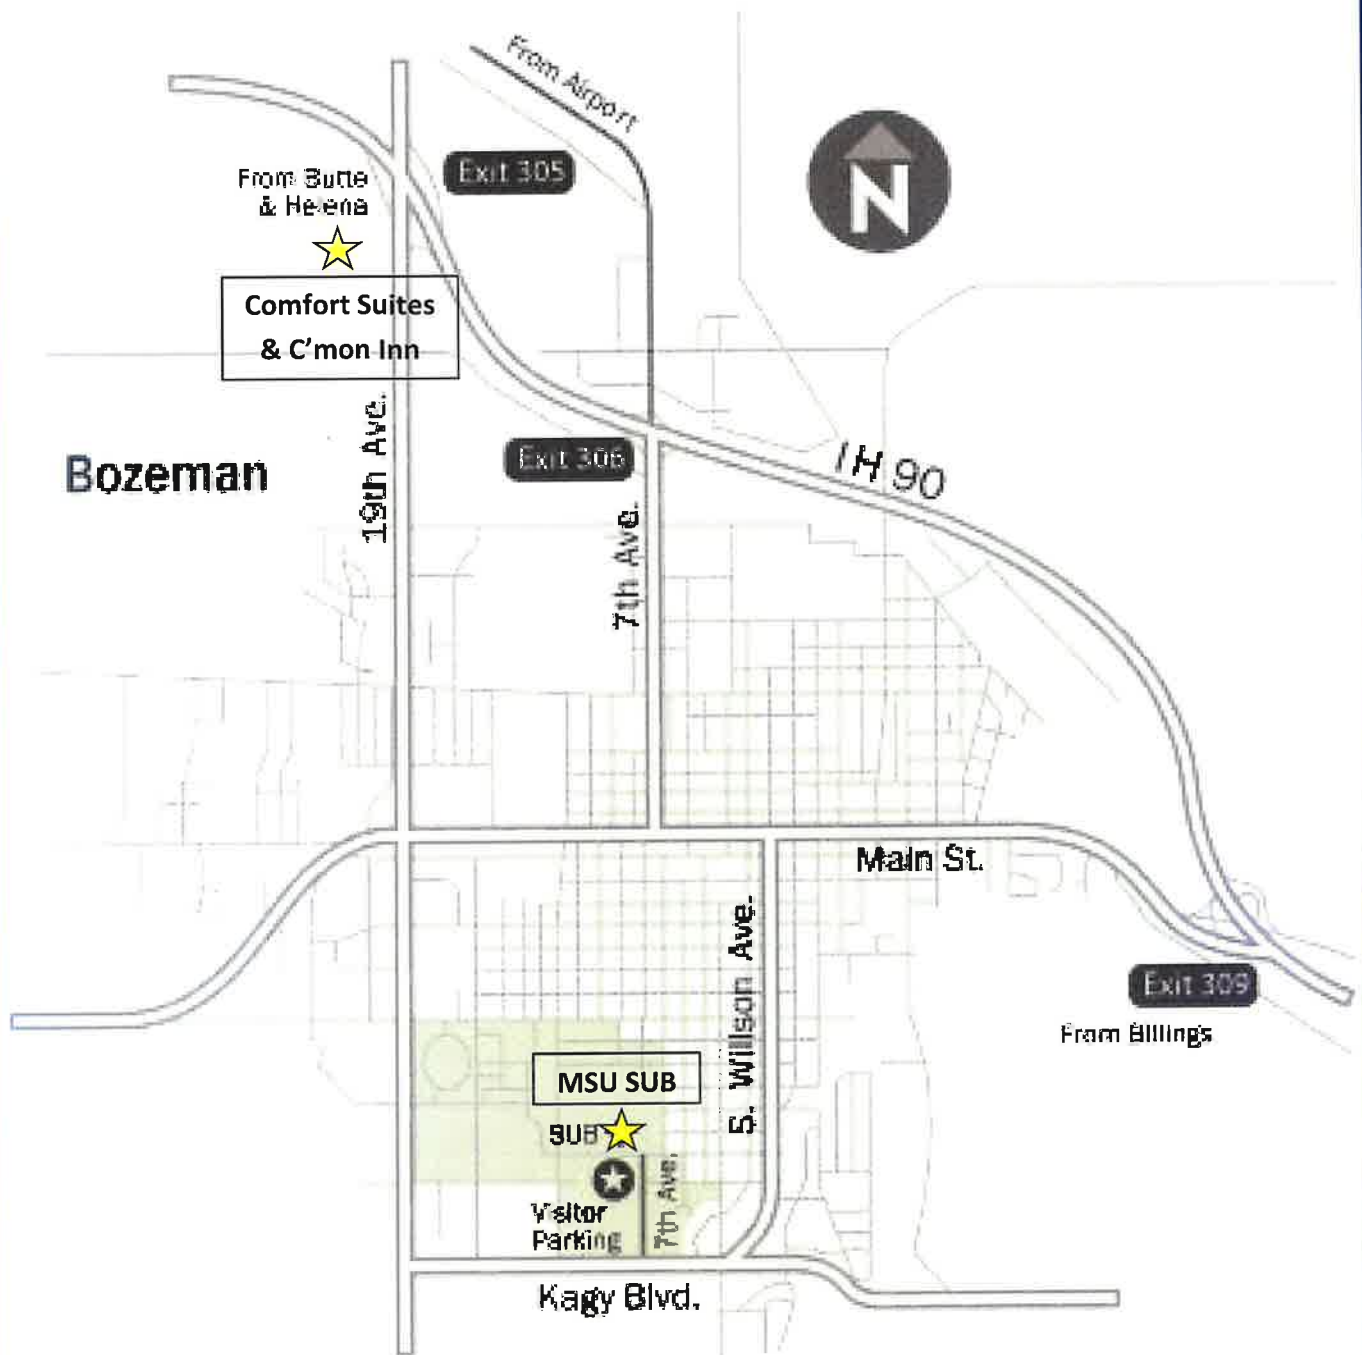 From Airport
Exit 305
N
From Butte
& Helena
Comfort Suites
& C'mon Inn
19th Ave.
Bozeman
Exit 306
IH 90
7th Ave.
Main St.
S. Willson Ave.
Exit 309
From Billings
MSU SUB
SUB
Visitor
Parking
7th Ave.
Kagy Blvd.